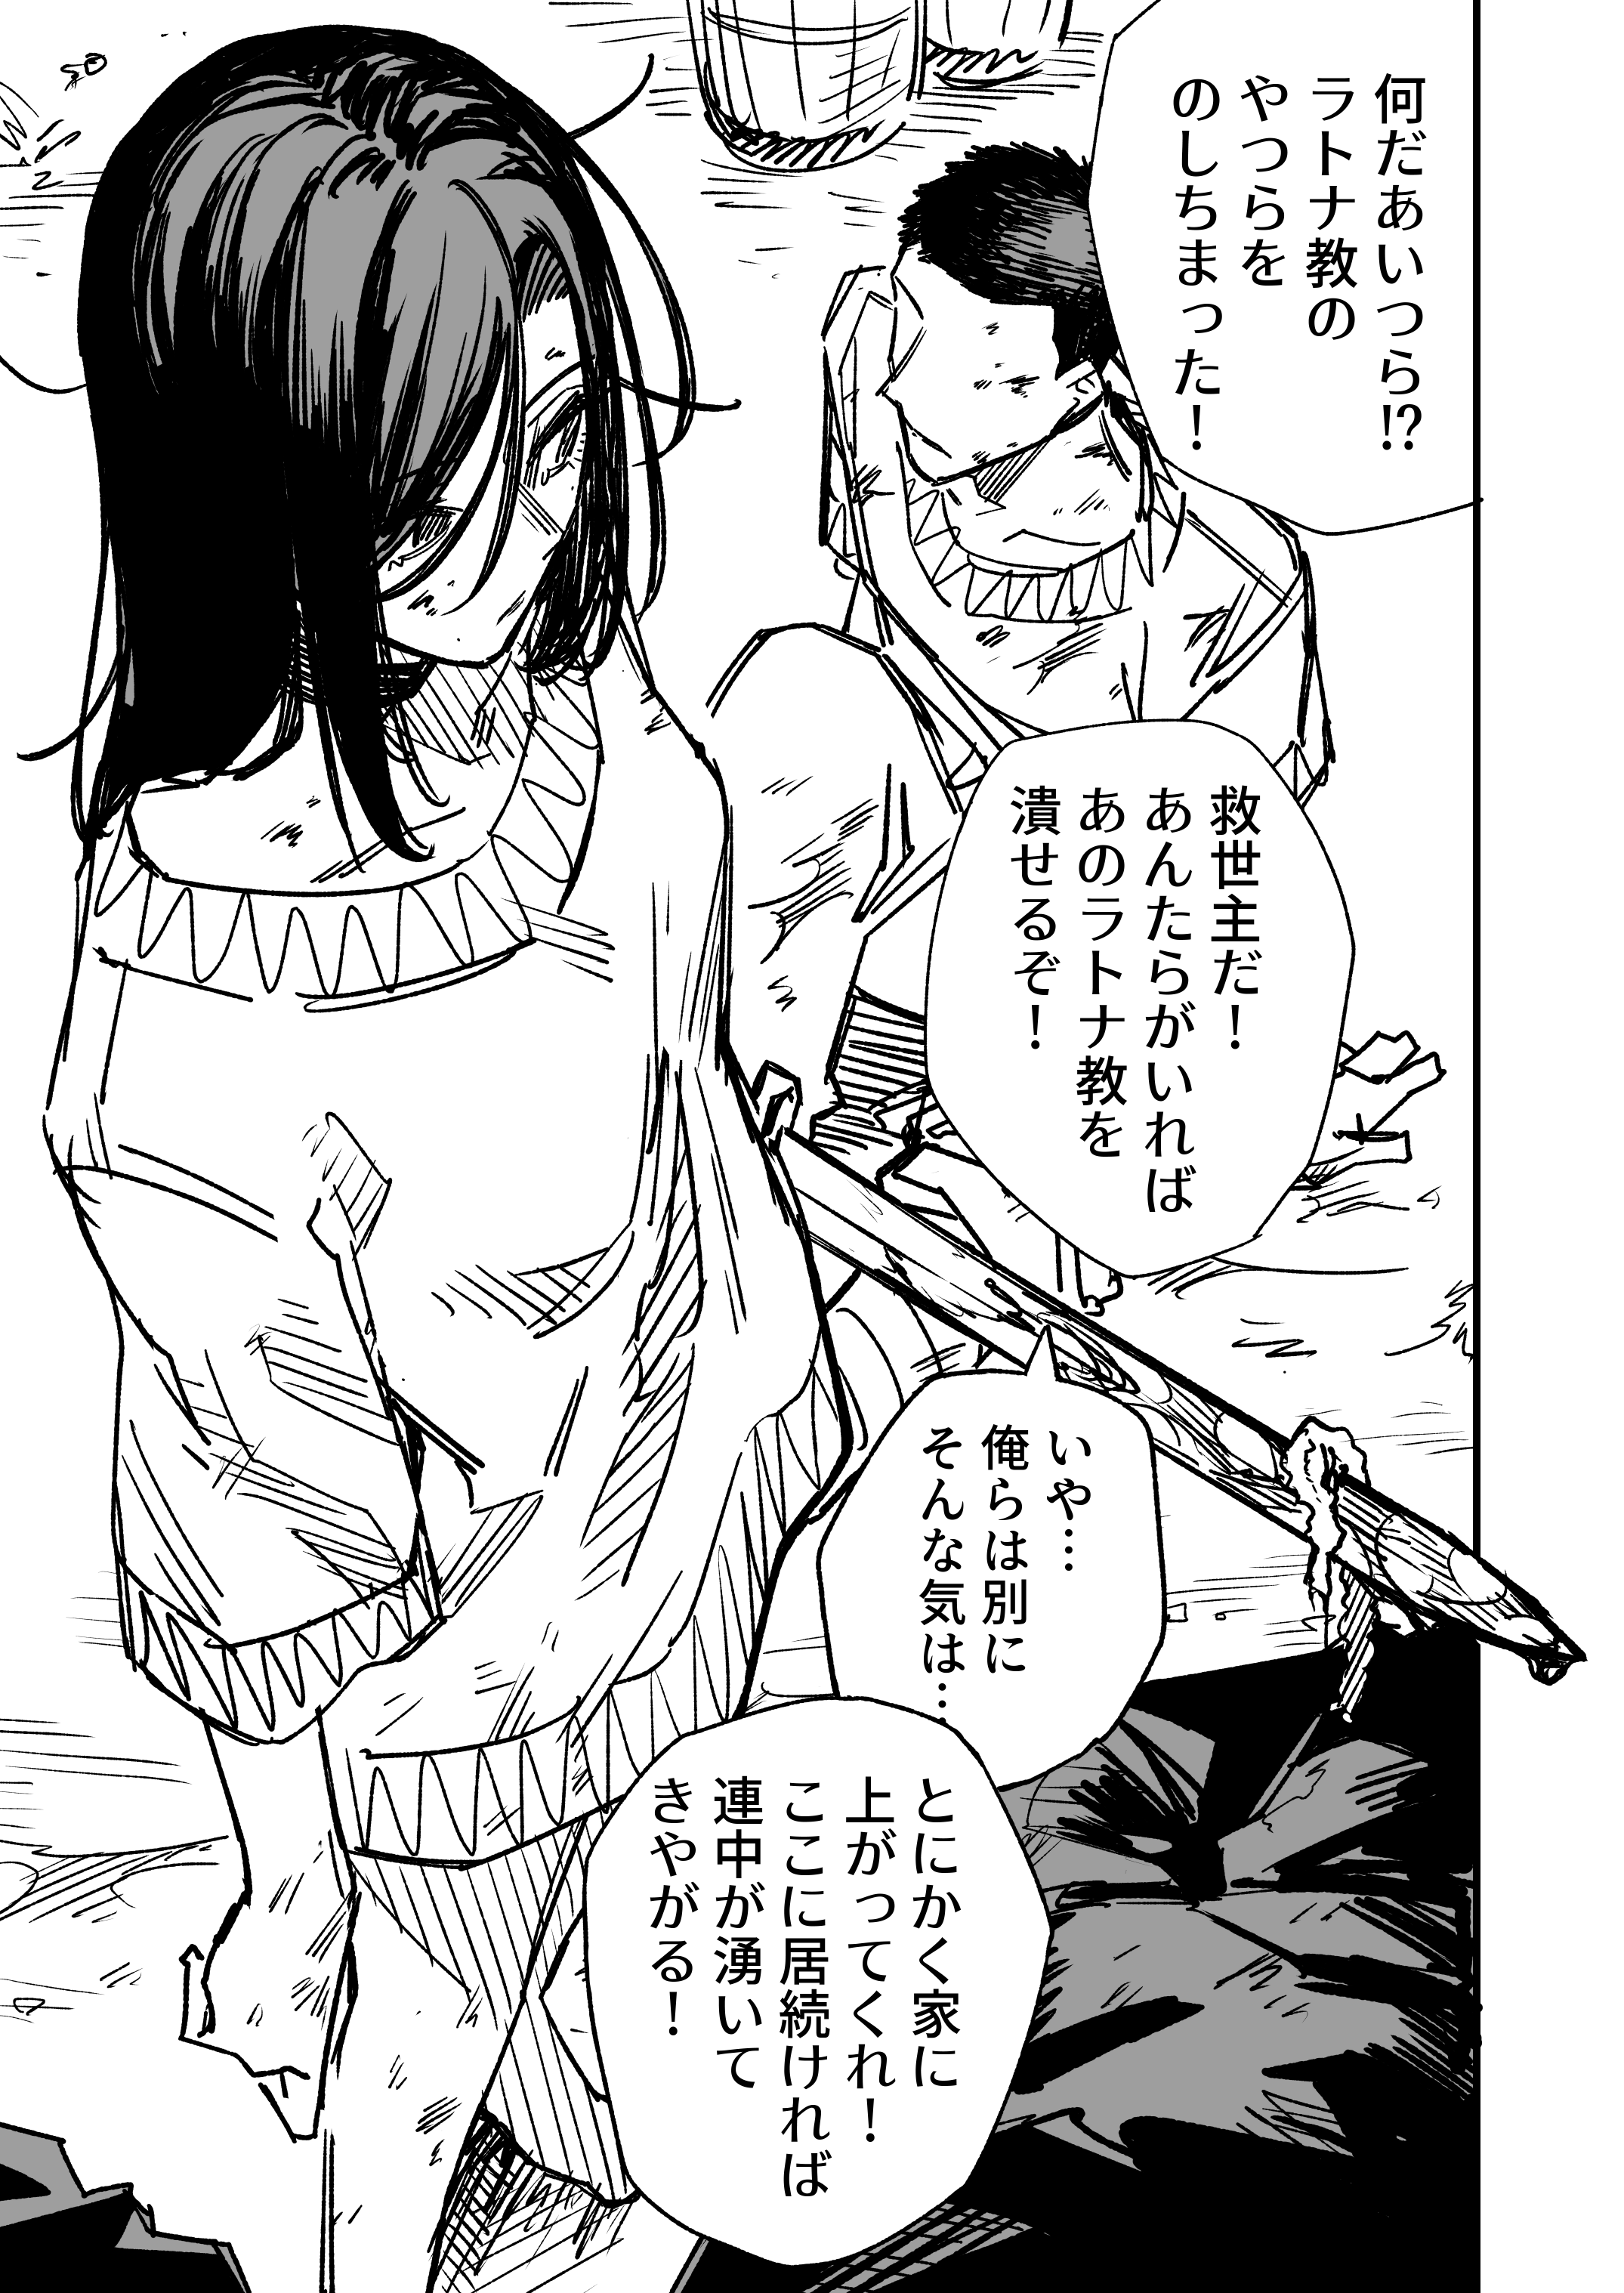 何だあいつら!?
ラトナ教の
やつらを
のしちまった！
救世主だ！
あんたらがいれば
あのラトナ教を
潰せるぞ！
いや…
俺らは別に
そんな気は…
とにかく家に
上がってくれ！
ここに居続ければ
連中が湧いて
きやがる！